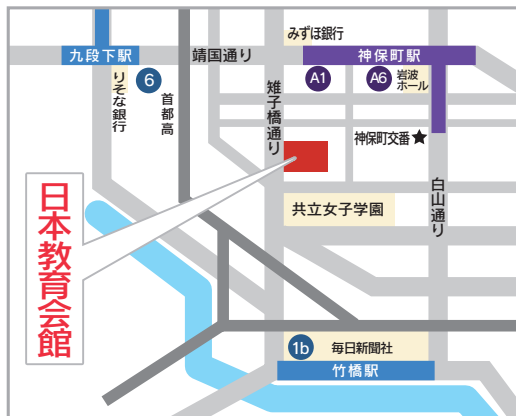 みずほ銀行
九段下駅
靖国通り
神保町駅
6
A1
A6
岩波
ホール
りそな銀行
首都高
雉子橋通り
神保町交番★
白山通り
日本教育会館
共立女子学園
1b
毎日新聞社
竹橋駅